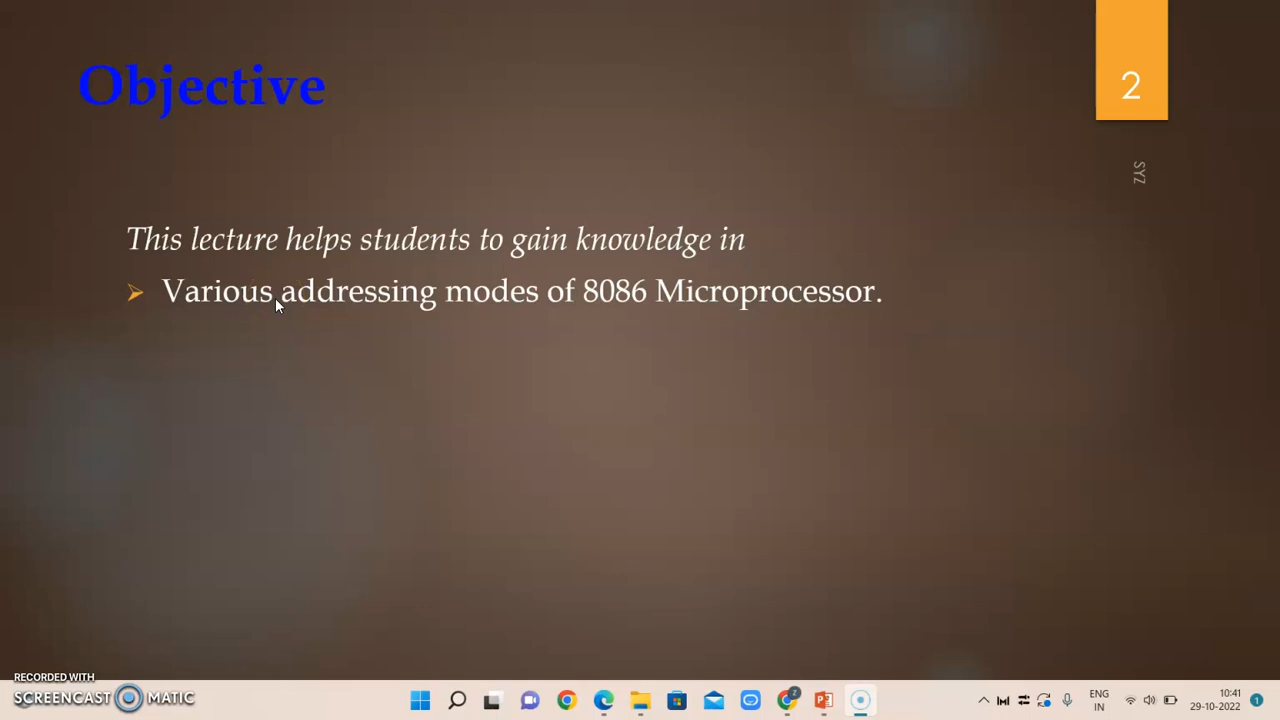 Objective
2
SYZ
This lecture helps students to gain knowledge in
Various addressing modes of 8086 Microprocessor.
RECORDED WITH
SCREENCAST MATIC
ENG
IN
10:41
29-10-2022
1